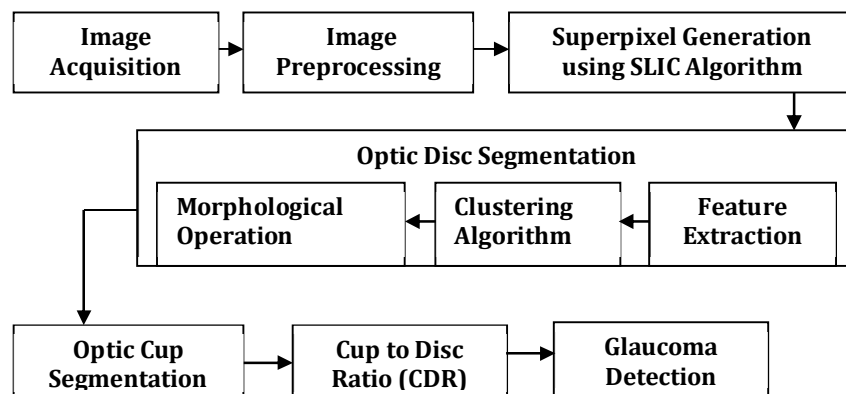 Image
Acquisition
Image
Preprocessing
Superpixel Generation
using SLIC Algorithm
Optic Disc Segmentation
Feature
Extraction
Clustering
Algorithm
Morphological
Operation
Optic Cup
Segmentation
Cup to Disc
Ratio (CDR)
Glaucoma
Detection